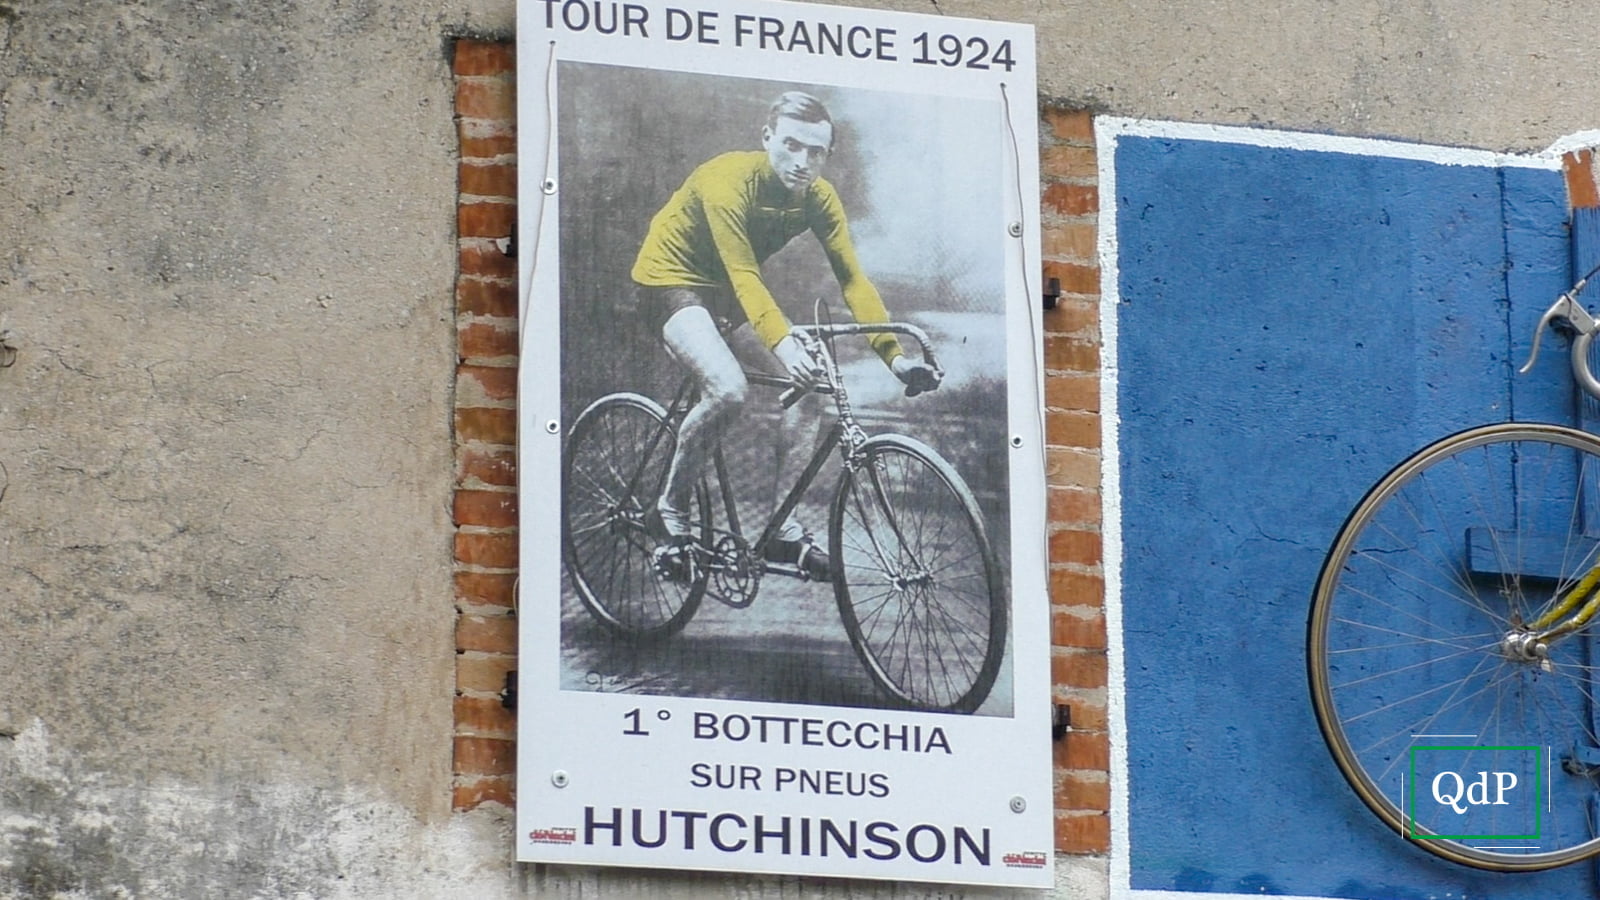 TOUR DE FRANCE 1924
1° BOTTECCHIA
SUR PNEUS
HUTCHINSON
QdP